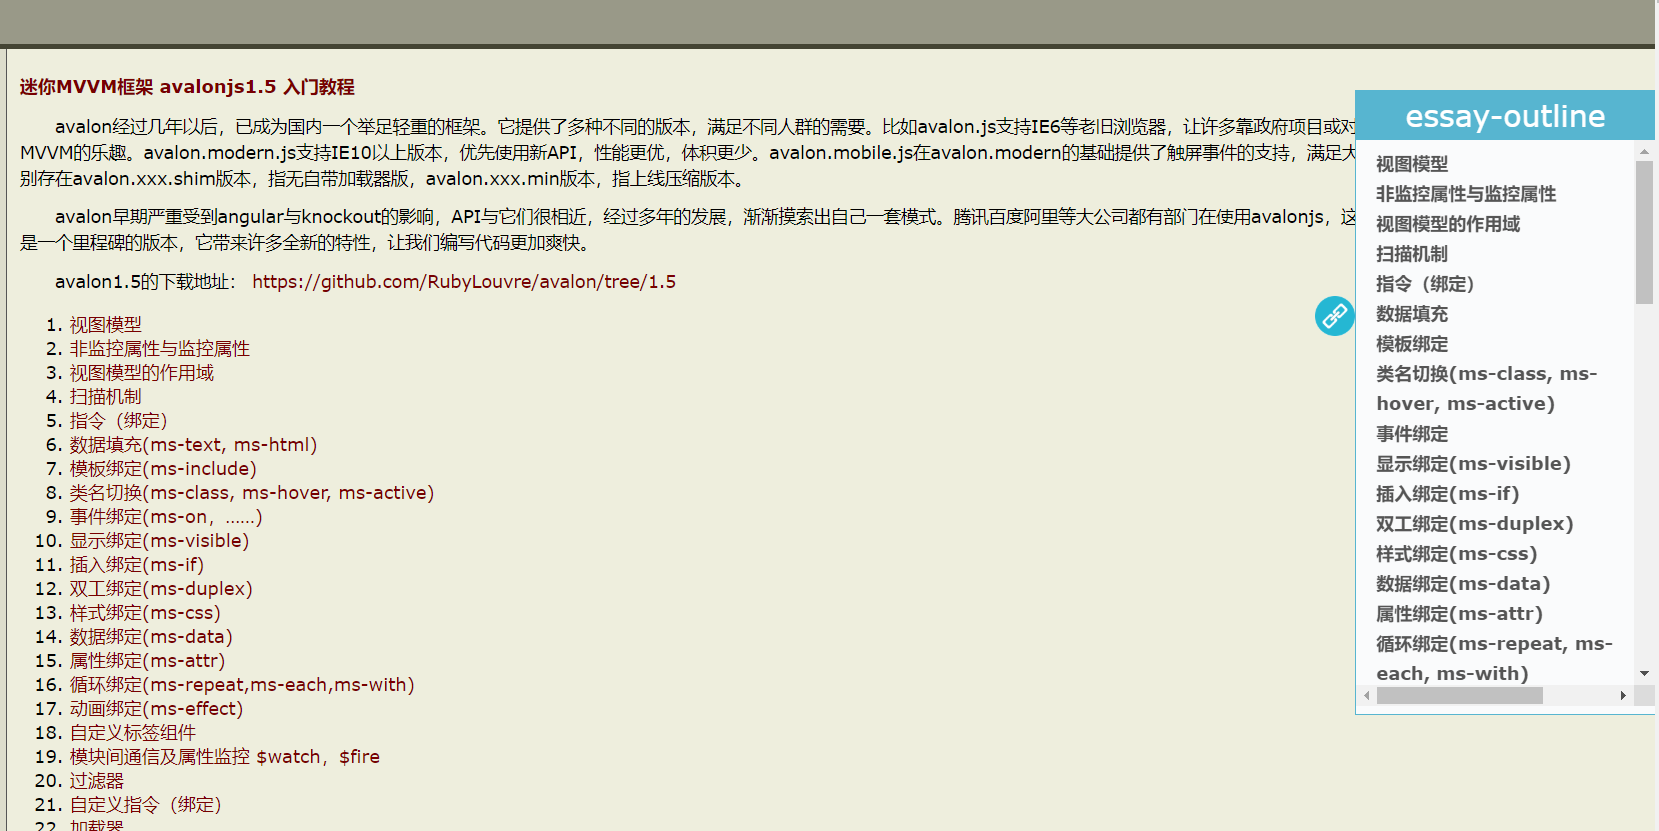 迷你MVVM框架 avalonjs1.5 入门教程
avalon经过几年以后，已成为国内一个举足轻重的框架。它提供了多种不同的版本，满足不同人群的需要。比如avalon.js支持IE6等老旧浏览器，让许多靠政府项目或对
MVVM的乐趣。avalon.modern.js支持IE10以上版本，优先使用新API，性能更优，体积更少。avalon.mobile.js在avalon.modern的基础提供了触屏事件的支持，满足大
别存在avalon.xxx.shim版本，指无自带加载器版，avalon.xxx.min版本，指上线压缩版本。
avalon早期严重受到angular与knockout的影响，API与它们很相近，经过多年的发展，渐渐摸索出自己一套模式。腾讯百度阿里等大公司都有部门在使用avalonjs，这
是一个里程碑的版本，它带来许多全新的特性，让我们编写代码更加爽快。
avalon1.5的下载地址： https://github.com/RubyLouvre/avalon/tree/1.5
1. 视图模型
2. 非监控属性与监控属性
3. 视图模型的作用域
4. 扫描机制
5. 指令（绑定）
6. 数据填充(ms-text, ms-html)
7. 模板绑定(ms-include)
8. 类名切换(ms-class, ms-hover, ms-active)
9. 事件绑定(ms-on，……)
10. 显示绑定(ms-visible)
11. 插入绑定(ms-if)
12. 双工绑定(ms-duplex)
13. 样式绑定(ms-css)
14. 数据绑定(ms-data)
15. 属性绑定(ms-attr)
16. 循环绑定(ms-repeat,ms-each,ms-with)
17. 动画绑定(ms-effect)
18. 自定义标签组件
19. 模块间通信及属性监控 $watch，$fire
20. 过滤器
21. 自定义指令（绑定）
22. 加载器
essay-outline
视图模型
非监控属性与监控属性
视图模型的作用域
扫描机制
指令（绑定）
数据填充
模板绑定
类名切换(ms-class, ms-
hover, ms-active)
事件绑定
显示绑定(ms-visible)
插入绑定(ms-if)
双工绑定(ms-duplex)
样式绑定(ms-css)
数据绑定(ms-data)
属性绑定(ms-attr)
循环绑定(ms-repeat, ms-
each, ms-with)